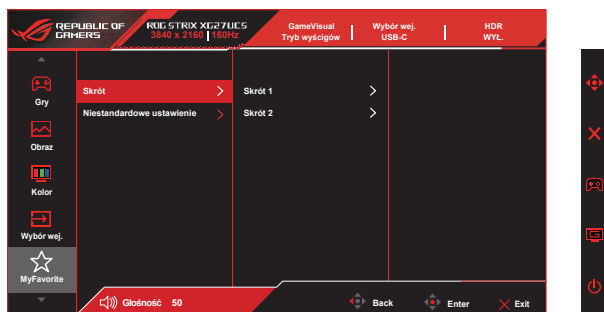 REPUBLIC OF
GAMERS
ROG STRIX XG27UCS
3840 x 2160 160Hz
GameVisual
Tryb wyścigów
Wybór wej.
USB-C
HDR
WYŁ.
Gry
Obraz
Kolor
Wybór wej.
MyFavorite
Skrót
Niestandardowe ustawienie
Skrót 1
Skrót 2
Głośność 50
Back
Enter
Exit